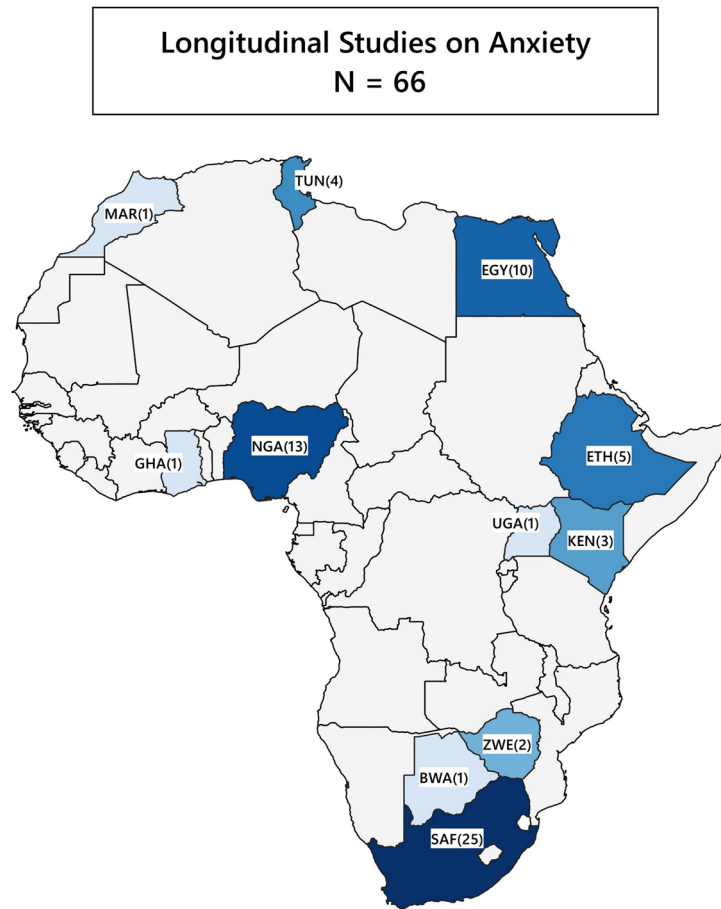 Longitudinal Studies on Anxiety
N = 66
TUN(4)
MAR(1)
EGY(10)
NGA(13)
GHA(1)
ETH(5)
UGA(1)
KEN(3)
ZWE(2)
BWA(1)
SAF(25)